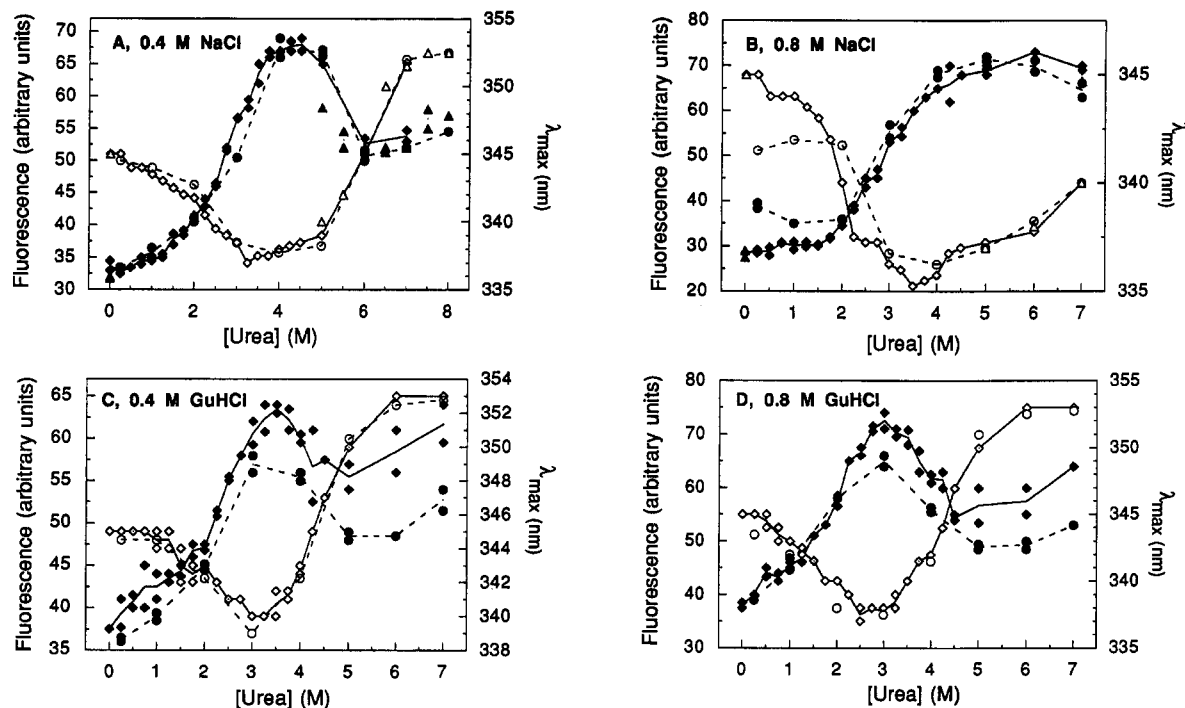 A, 0.4 M NaCl
Fluorescence (arbitrary units)
70
65
60
55
50
45
40
35
30
355
350
345
340
335
λmax (nm)
0 2 4 6 8
[Urea] (M)
B, 0.8 M NaCl
Fluorescence (arbitrary units)
80
70
60
50
40
30
20
345
340
335
λmax (nm)
0 1 2 3 4 5 6 7
[Urea] (M)
C, 0.4 M GuHCl
Fluorescence (arbitrary units)
65
60
55
50
45
40
35
354
352
350
348
346
344
342
340
338
λmax (nm)
0 1 2 3 4 5 6 7
[Urea] (M)
D, 0.8 M GuHCl
Fluorescence (arbitrary units)
80
70
60
50
40
30
355
350
345
340
335
λmax (nm)
0 1 2 3 4 5 6 7
[Urea] (M)